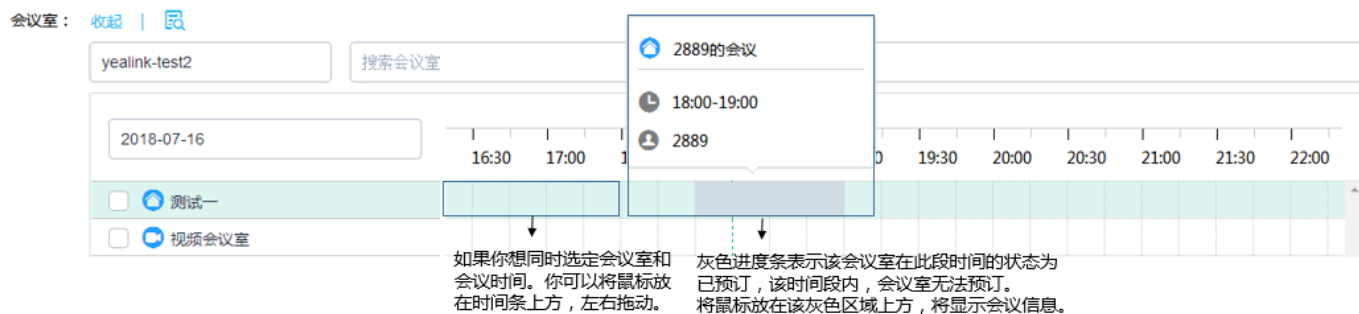 会议室： 收起 |
yealink-test2 搜索会议室
2889的会议
18:00-19:00
2889
2018-07-16
16:30 17:00 1 0 19:30 20:00 20:30 21:00 21:30 22:00
测试一
视频会议室
如果你想同时选定会议室和
会议时间。你可以将鼠标放
在时间条上方，左右拖动。
灰色进度条表示该会议室在此段时间的状态为
已预订，该时间段内，会议室无法预订。
将鼠标放在该灰色区域上方，将显示会议信息。